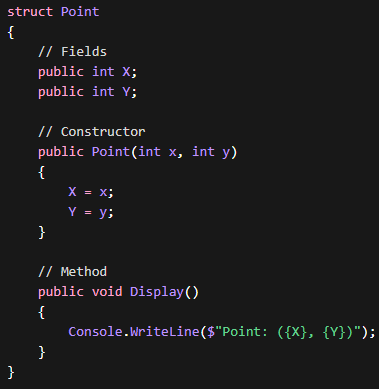 struct Point
{
    // Fields
    public int X;
    public int Y;

    // Constructor
    public Point(int x, int y)
    {
        X = x;
        Y = y;
    }

    // Method
    public void Display()
    {
        Console.WriteLine($"Point: ({X}, {Y})");
    }
}